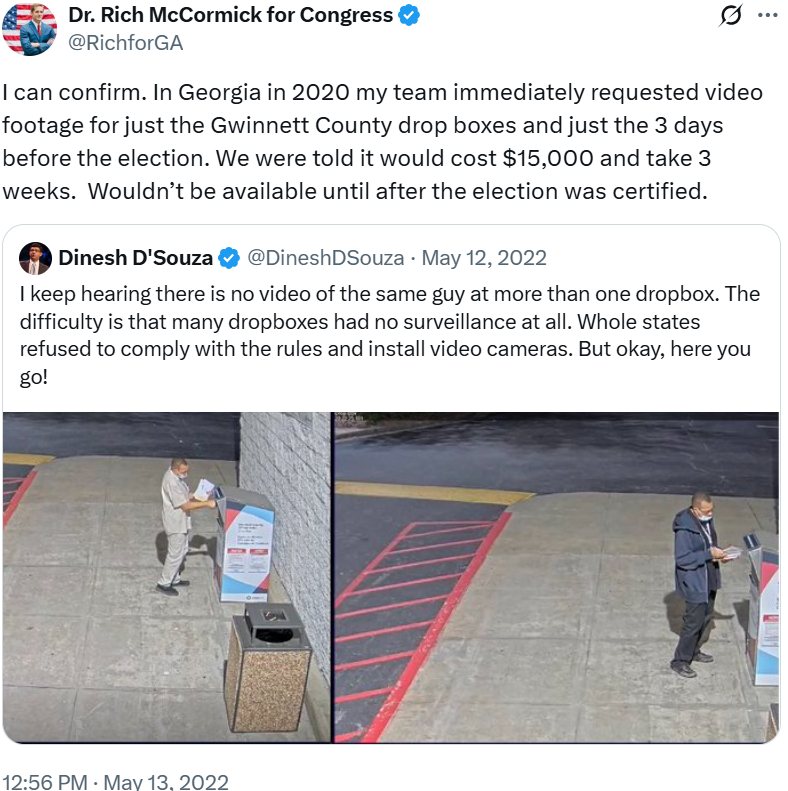 Dr. Rich McCormick for Congress
@RichforGA
I can confirm. In Georgia in 2020 my team immediately requested video
footage for just the Gwinnett County drop boxes and just the 3 days
before the election. We were told it would cost $15,000 and take 3
weeks.  Wouldn’t be available until after the election was certified.
Dinesh D'Souza @DineshDSouza · May 12, 2022
I keep hearing there is no video of the same guy at more than one dropbox. The
difficulty is that many dropboxes had no surveillance at all. Whole states
refused to comply with the rules and install video cameras. But okay, here you
go!
12:56 PM · May 13, 2022